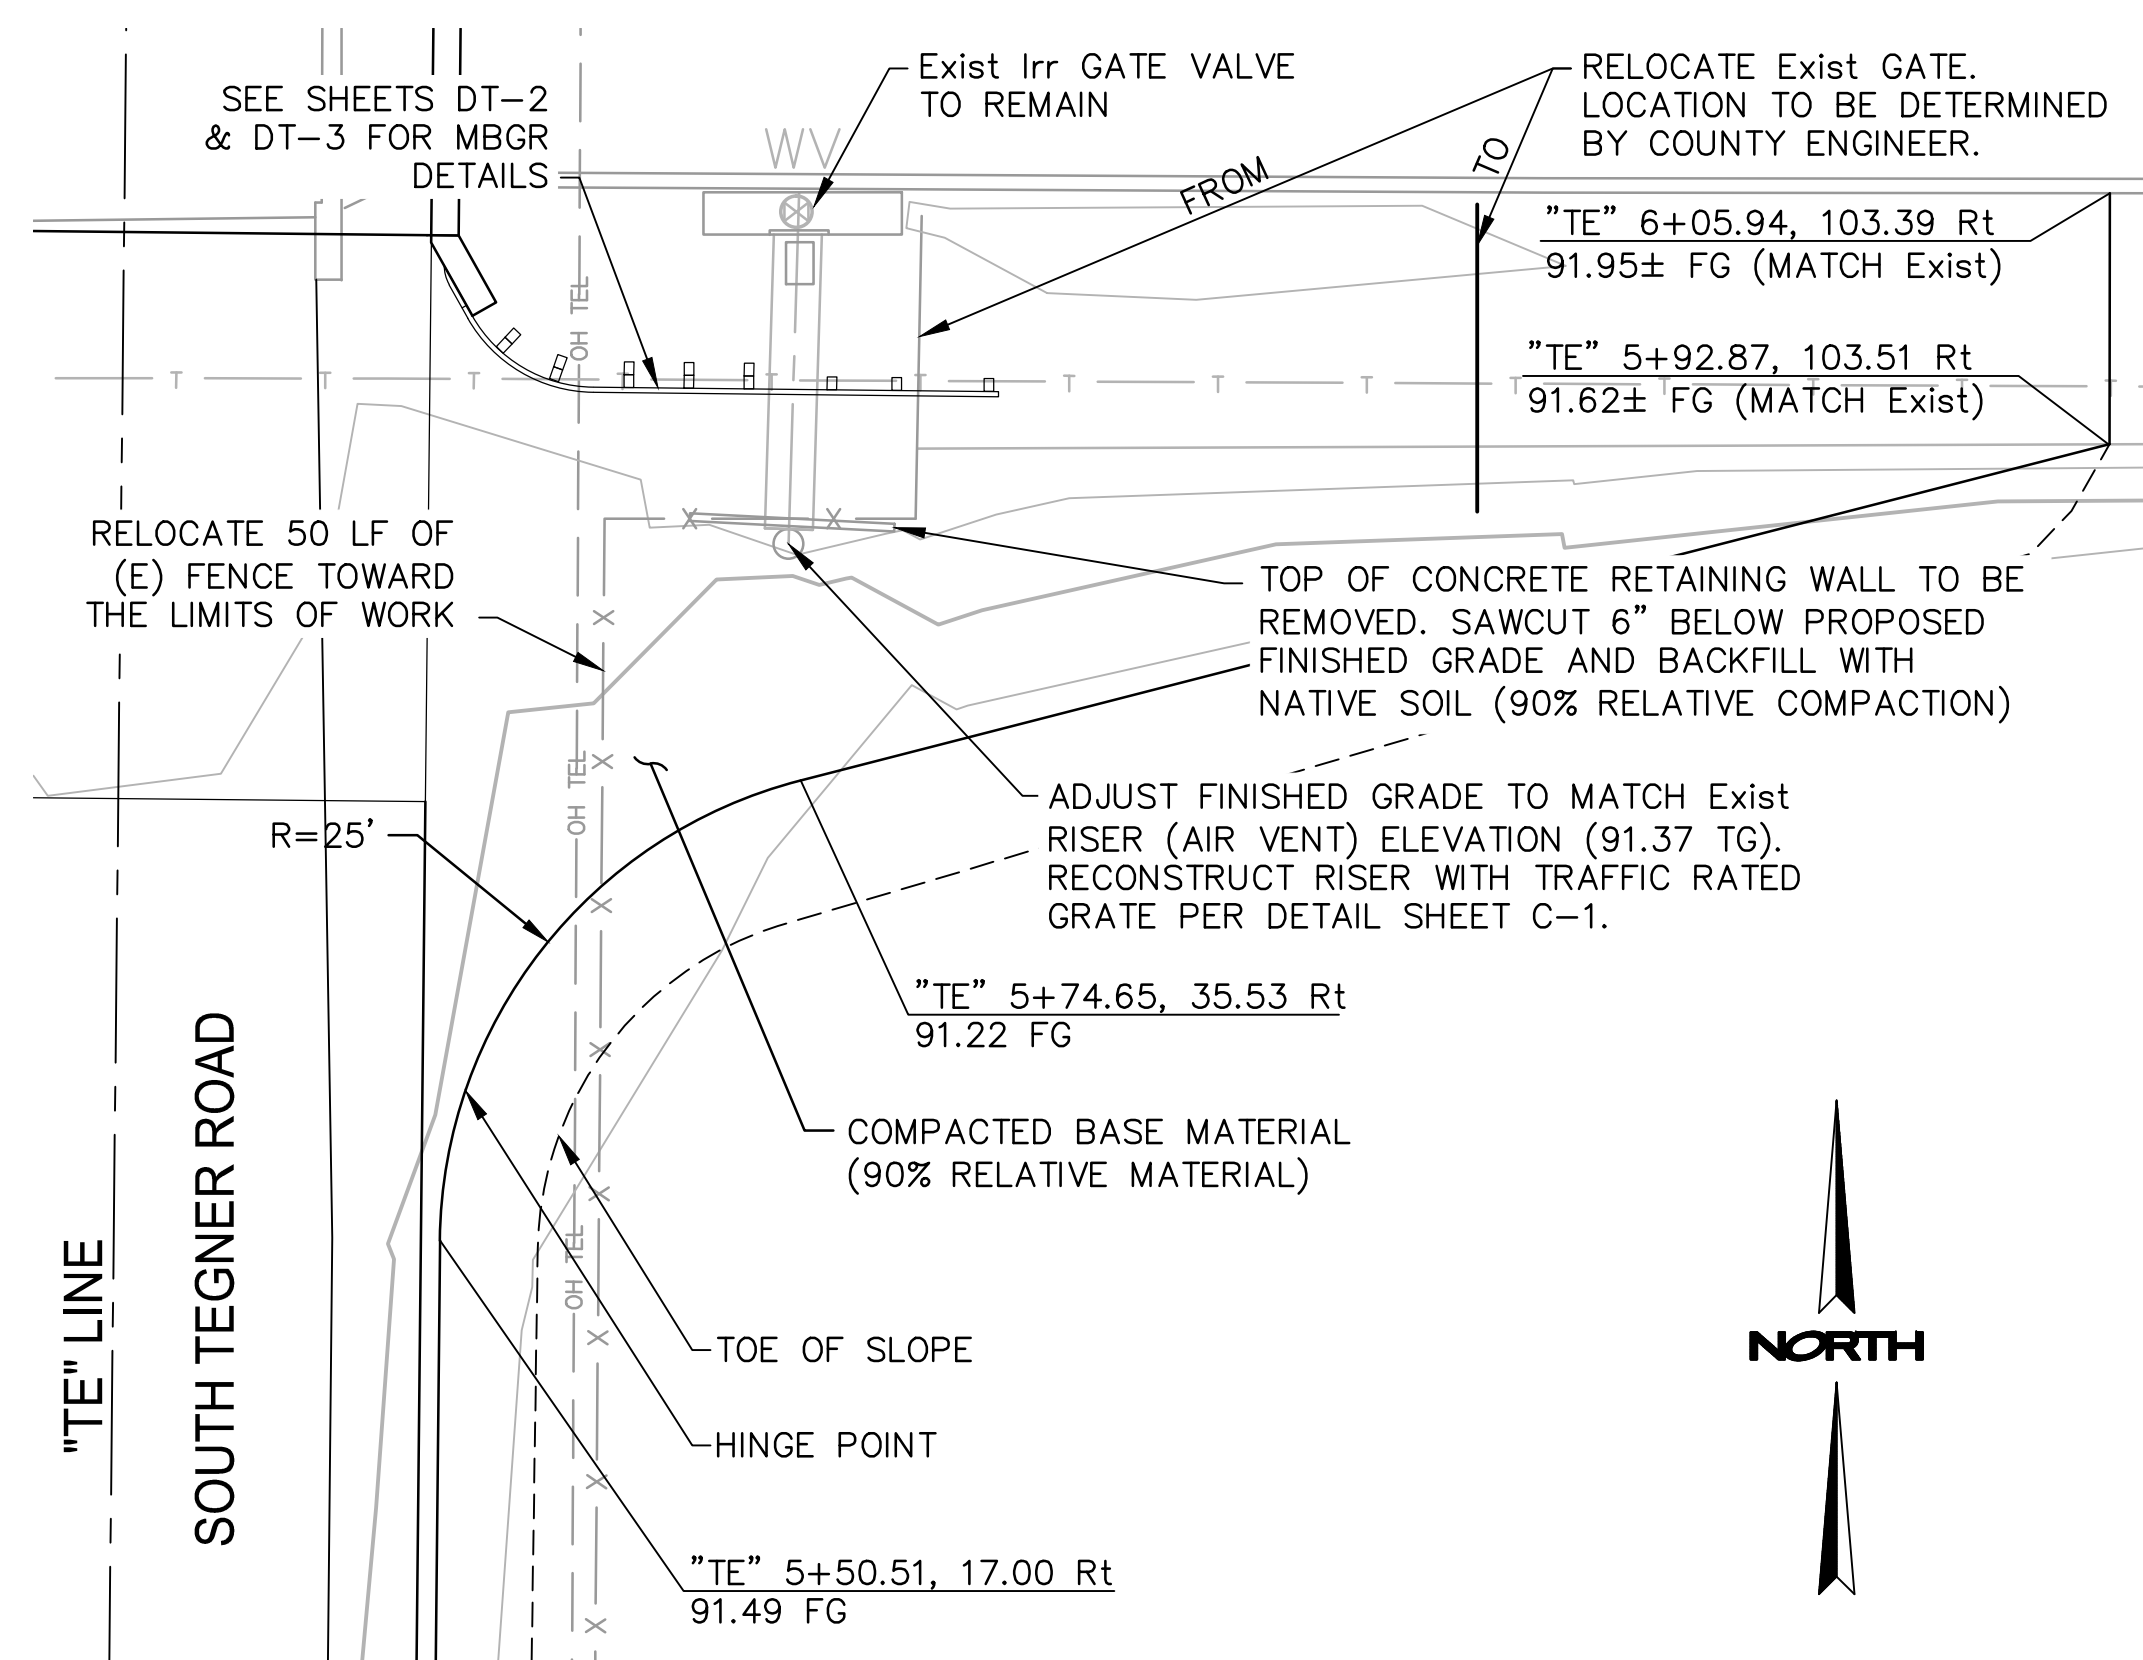 SEE SHEETS DT-2
& DT-3 FOR MBGR
DETAILS
Exist Irr GATE VALVE
TO REMAIN
RELOCATE Exist GATE.
LOCATION TO BE DETERMINED
BY COUNTY ENGINEER.
WV
FROM
TO
"TE" 6+05.94, 103.39 Rt
91.95± FG (MATCH Exist)
"TE" 5+92.87, 103.51 Rt
91.62± FG (MATCH Exist)
OH TEL
T T T T T T T T T T T T T
RELOCATE 50 LF OF
(E) FENCE TOWARD
THE LIMITS OF WORK
X X
TOP OF CONCRETE RETAINING WALL TO BE
REMOVED. SAWCUT 6" BELOW PROPOSED
FINISHED GRADE AND BACKFILL WITH
NATIVE SOIL (90% RELATIVE COMPACTION)
X
X
OH TEL
ADJUST FINISHED GRADE TO MATCH Exist
RISER (AIR VENT) ELEVATION (91.37 TG).
RECONSTRUCT RISER WITH TRAFFIC RATED
GRATE PER DETAIL SHEET C-1.
R=25'
X
"TE" 5+74.65, 35.53 Rt
91.22 FG
X
COMPACTED BASE MATERIAL
(90% RELATIVE MATERIAL)
X
OH TEL
"TE" LINE
SOUTH TEGNER ROAD
TOE OF SLOPE
X
HINGE POINT
X
"TE" 5+50.51, 17.00 Rt
91.49 FG
X
NORTH